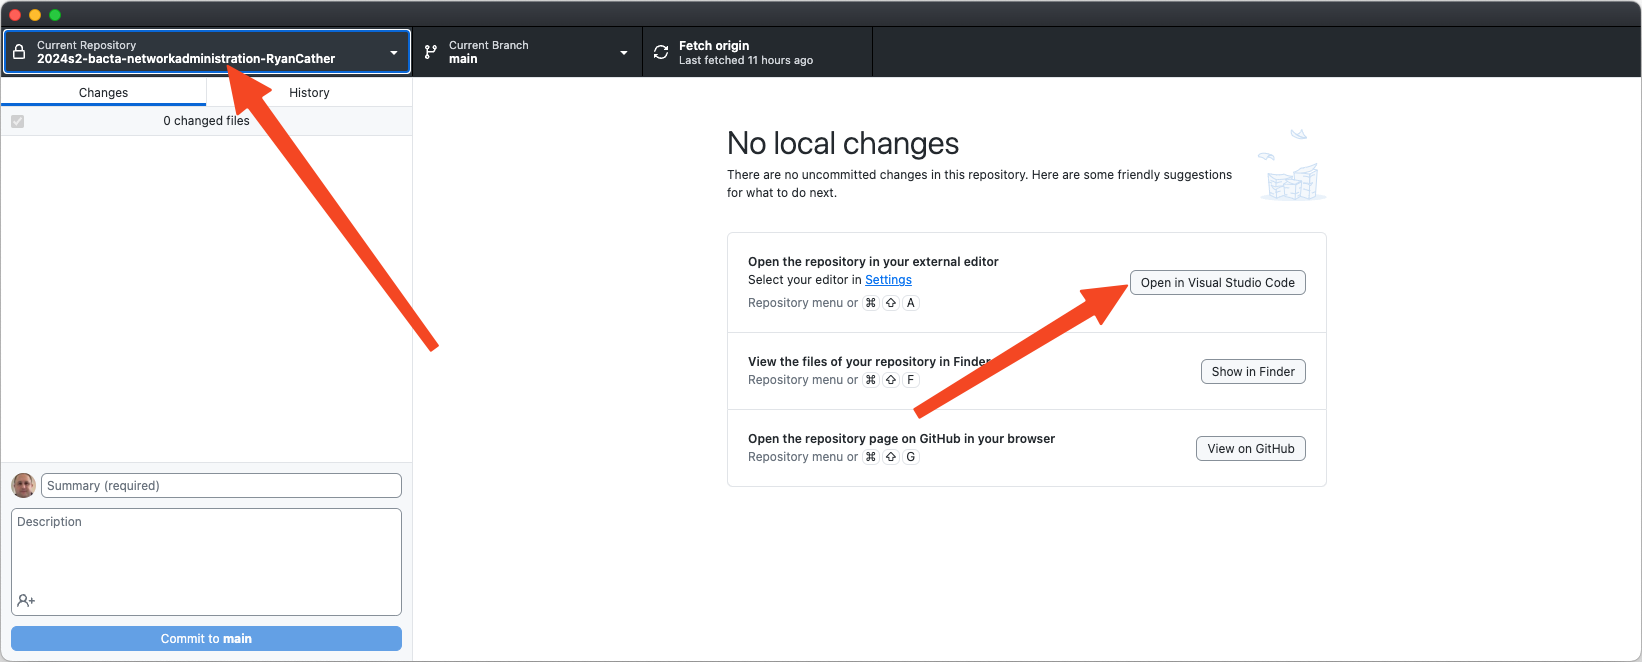 Current Repository
2024s2-bacta-networkadministration-RyanCather
Current Branch
main
Fetch origin
Last fetched 11 hours ago
Changes
History
0 changed files
No local changes
There are no uncommitted changes in this repository. Here are some friendly suggestions
for what to do next.
Open the repository in your external editor
Select your editor in Settings
Repository menu or ⌘ ⇧ A
Open in Visual Studio Code
View the files of your repository in Finder
Repository menu or ⌘ ⇧ F
Show in Finder
Open the repository page on GitHub in your browser
Repository menu or ⌘ ⇧ G
View on GitHub
Summary (required)
Description
Commit to main